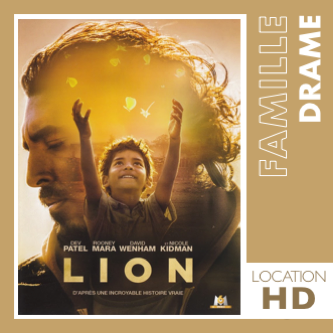 DEV PATEL
ROONEY MARA
DAVID WENHAM
NICOLE KIDMAN
LION
D'APRÈS UNE INCROYABLE HISTOIRE VRAIE
FAMILLE
DRAME
LOCATION
HD